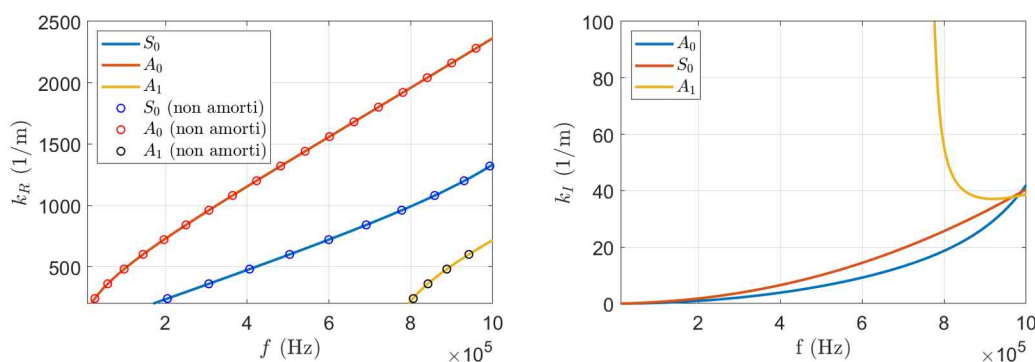 2500
2000
1500
1000
500
k_R (1/m)
S_0
A_0
A_1
S_0 (non amorti)
A_0 (non amorti)
A_1 (non amorti)
2 4 6 8 10
f (Hz)
×10^5
100
80
60
40
20
0
k_I (1/m)
A_0
S_0
A_1
2 4 6 8 10
f (Hz)
×10^5